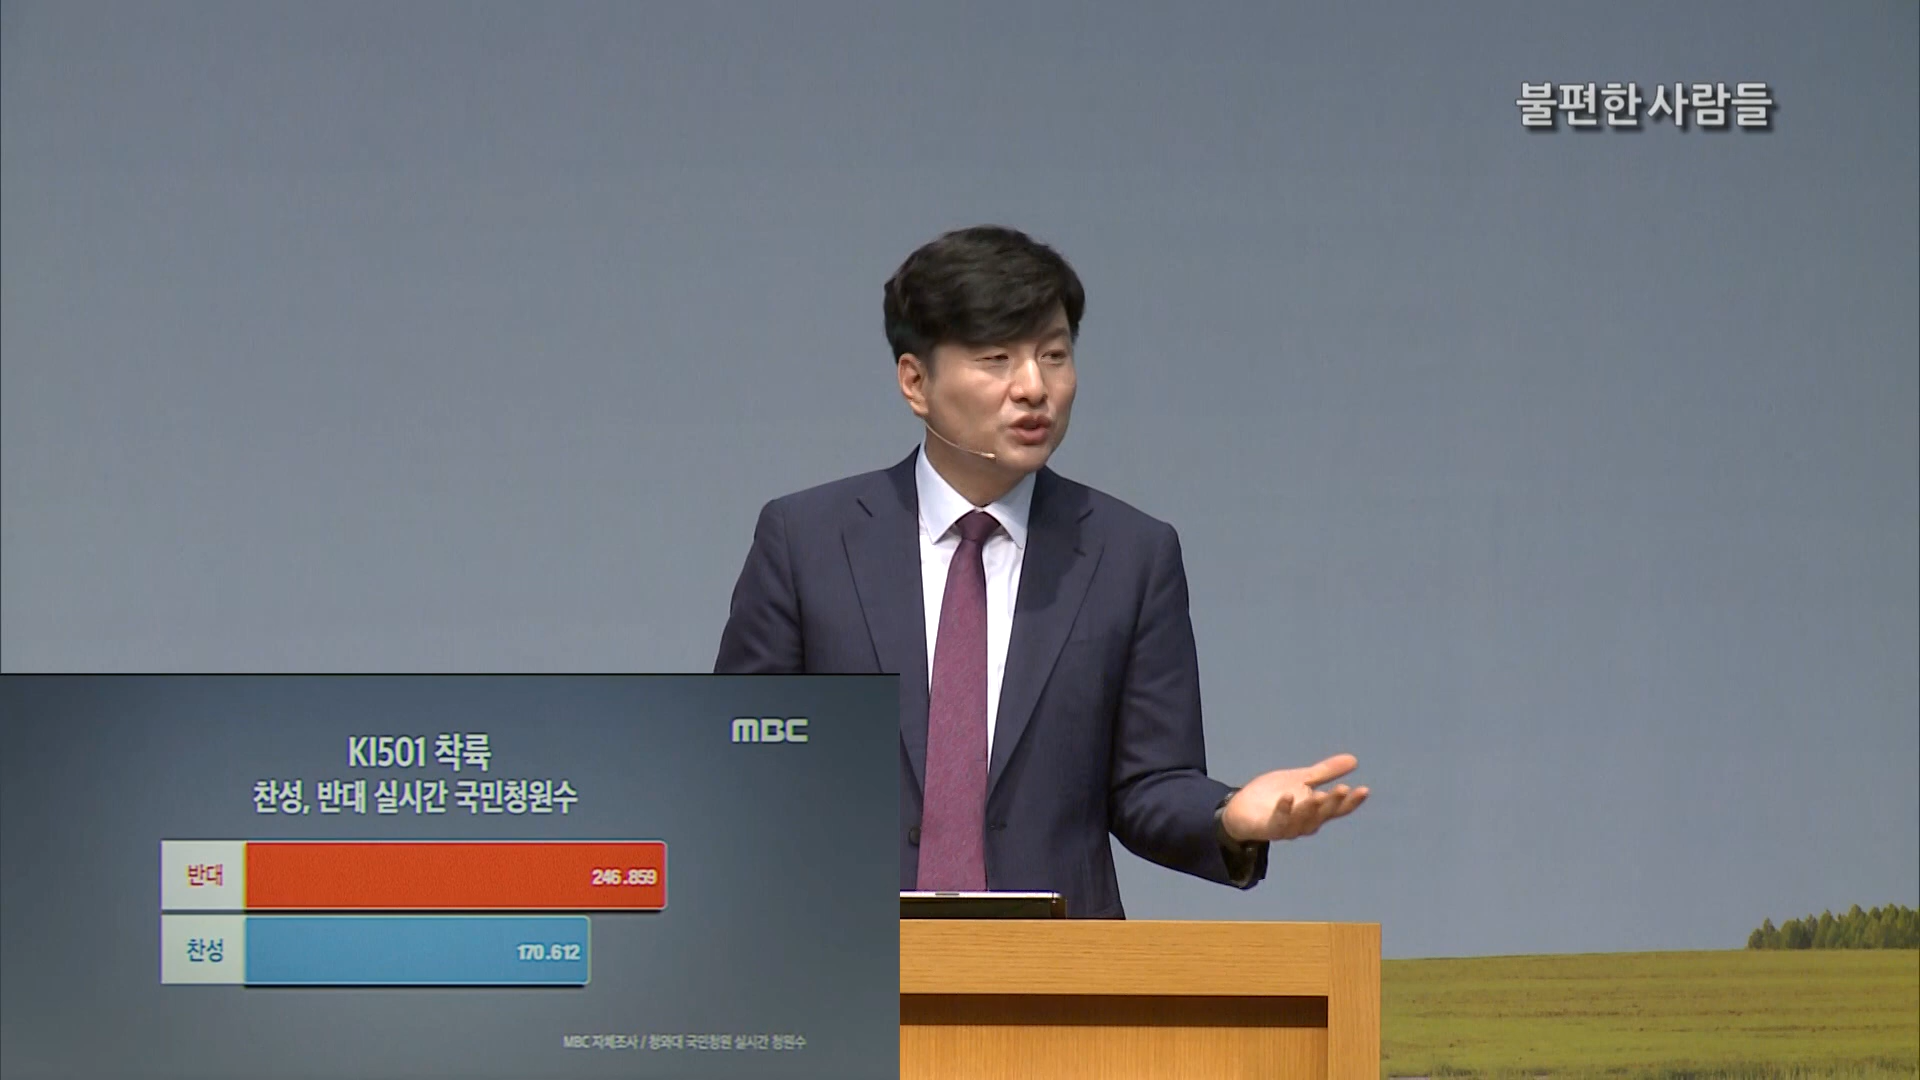 불편한 사람들
MBC
KI501 착륙
찬성, 반대 실시간 국민청원수
반대 246.859
찬성 170.612
MBC 자체조사 / 청와대 국민청원 실시간 청원수